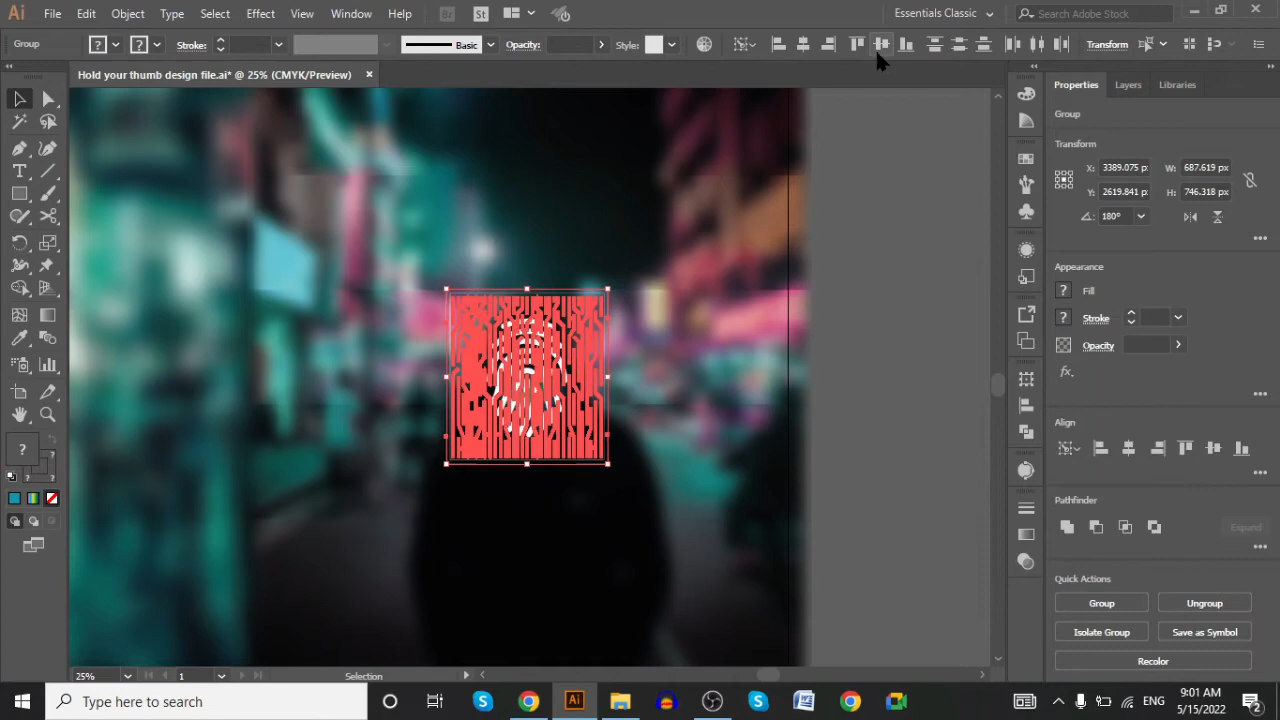 Ai File Edit Object Type Select Effect View Window Help Br St Essentials Classic Search Adobe Stock
Group ? ? Stroke: Basic Opacity: Style: Transform
Hold your thumb design file.ai* @ 25% (CMYK/Preview) × Properties Layers Libraries
Group
Transform
X: 3389.075 p W: 687.619 px
Y: 2619.841 p H: 746.318 px
180°
Appearance
? Fill
? Stroke
Opacity
fx
Align
?
Pathfinder
Expand
Quick Actions
Group Ungroup
Isolate Group Save as Symbol
Recolor
25% 1 Selection
Type here to search Ai ENG 9:01 AM
5/15/2022 2